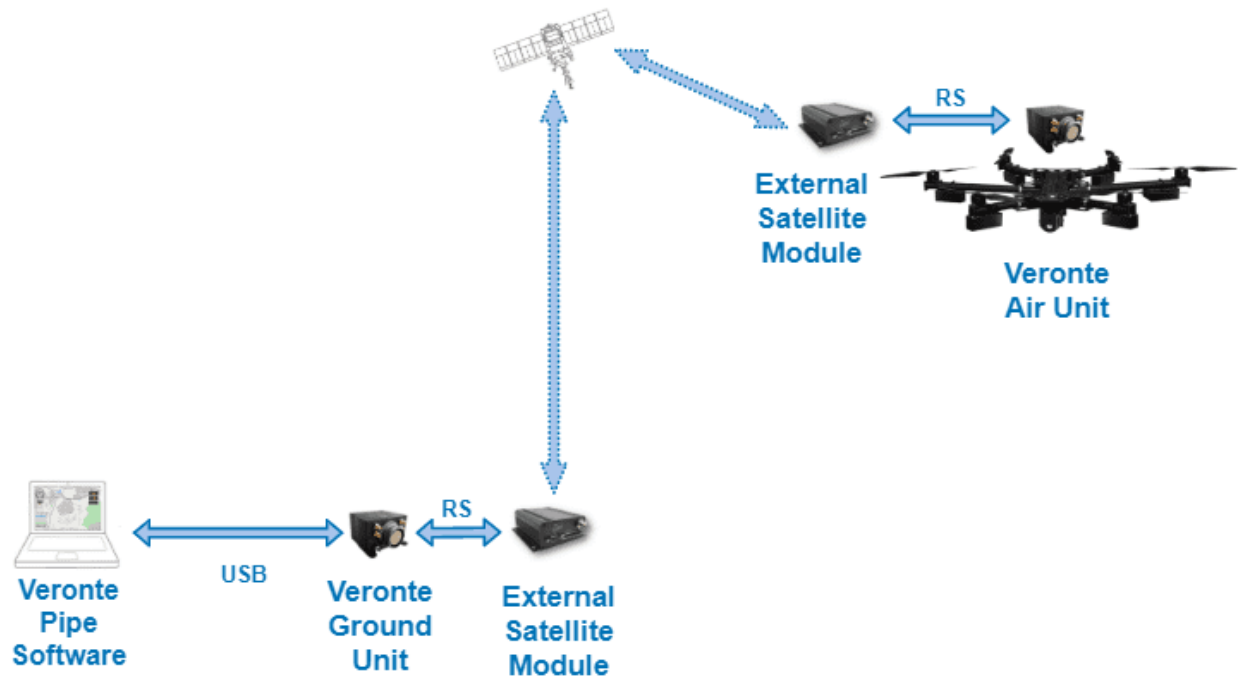 RS
External
Satellite
Module
Veronte
Air Unit
RS
USB
Veronte
Pipe
Software
Veronte
Ground
Unit
External
Satellite
Module